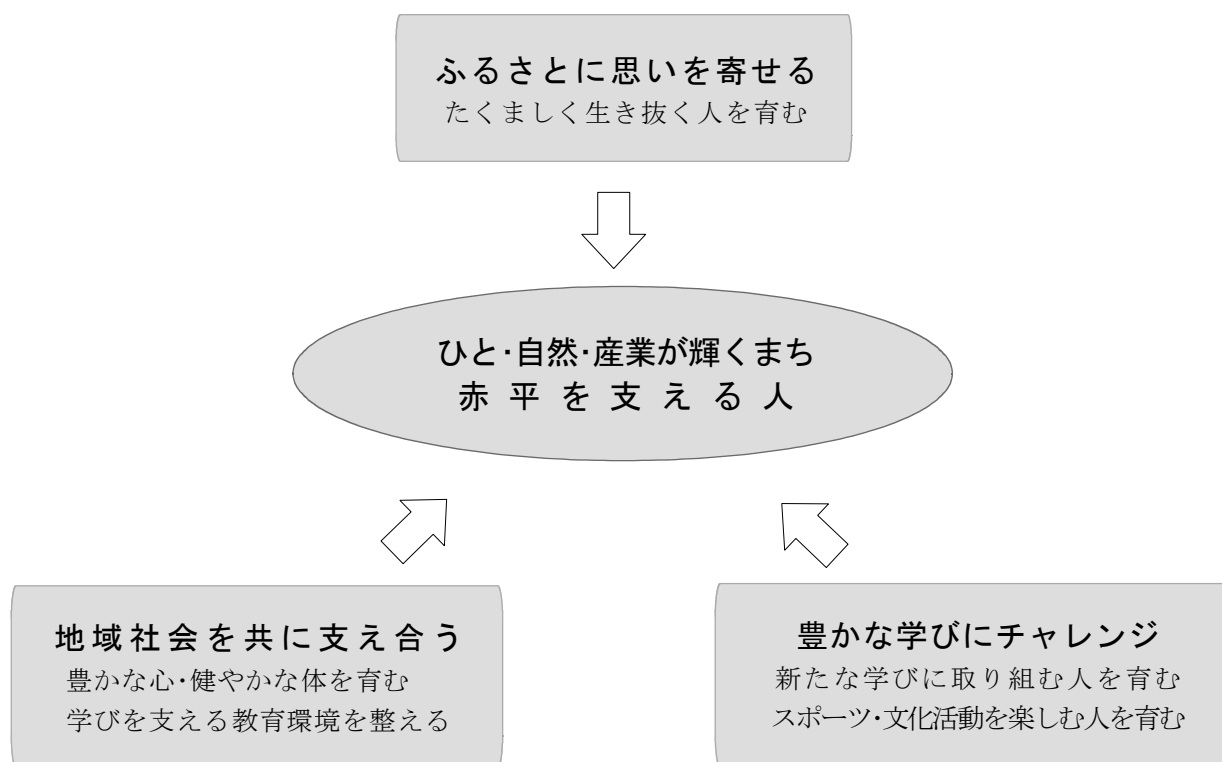 ふるさとに思いを寄せる
たくましく生き抜く人を育む
ひと・自然・産業が輝くまち
赤平を支える人
地域社会を共に支え合う
豊かな心・健やかな体を育む
学びを支える教育環境を整える
豊かな学びにチャレンジ
新たな学びに取り組む人を育む
スポーツ・文化活動を楽しむ人を育む